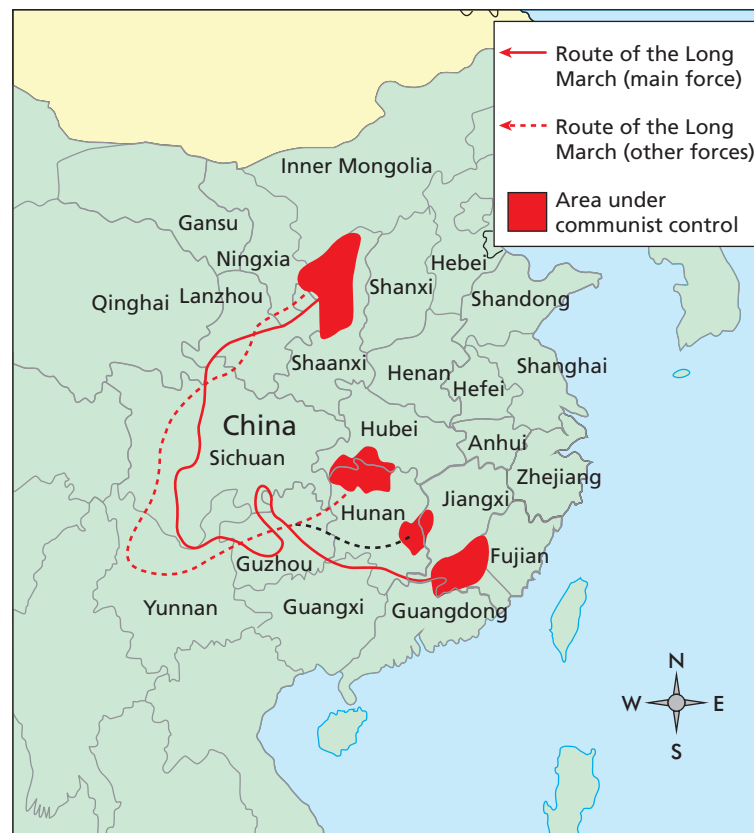 Route of the Long
March (main force)
Route of the Long
March (other forces)
Area under
communist control
Inner Mongolia
Gansu
Ningxia
Hebei
Qinghai
Lanzhou
Shanxi
Shandong
Shaanxi
Henan
Shanghai
Hefei
China
Hubei
Sichuan
Anhui
Zhejiang
Jiangxi
Hunan
Guzhou
Fujian
Yunnan
Guangxi
Guangdong
N
W
E
S